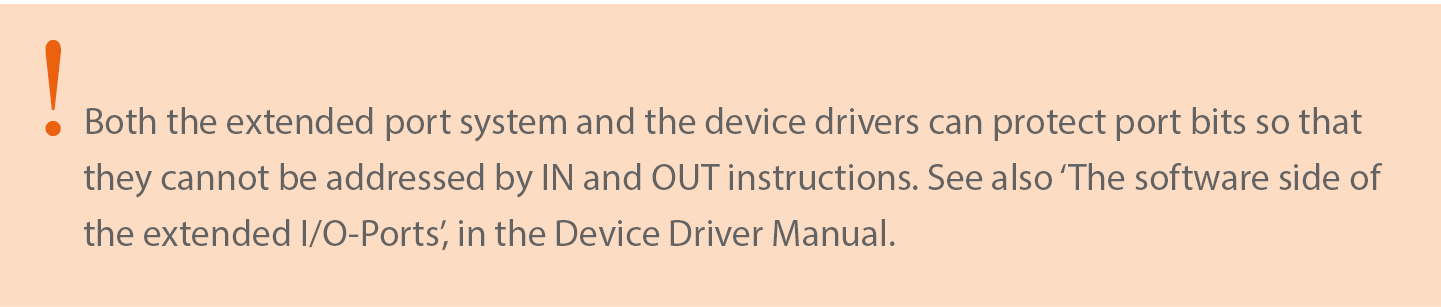 !
Both the extended port system and the device drivers can protect port bits so that
they cannot be addressed by IN and OUT instructions. See also ‘The software side of
the extended I/O-Ports’, in the Device Driver Manual.